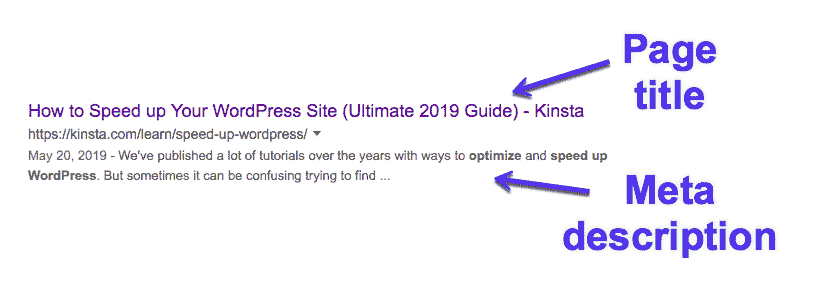 Page
title
How to Speed up Your WordPress Site (Ultimate 2019 Guide) - Kinsta
https://kinsta.com/learn/speed-up-wordpress/
May 20, 2019 - We've published a lot of tutorials over the years with ways to optimize and speed up
WordPress. But sometimes it can be confusing trying to find ...
Meta
description